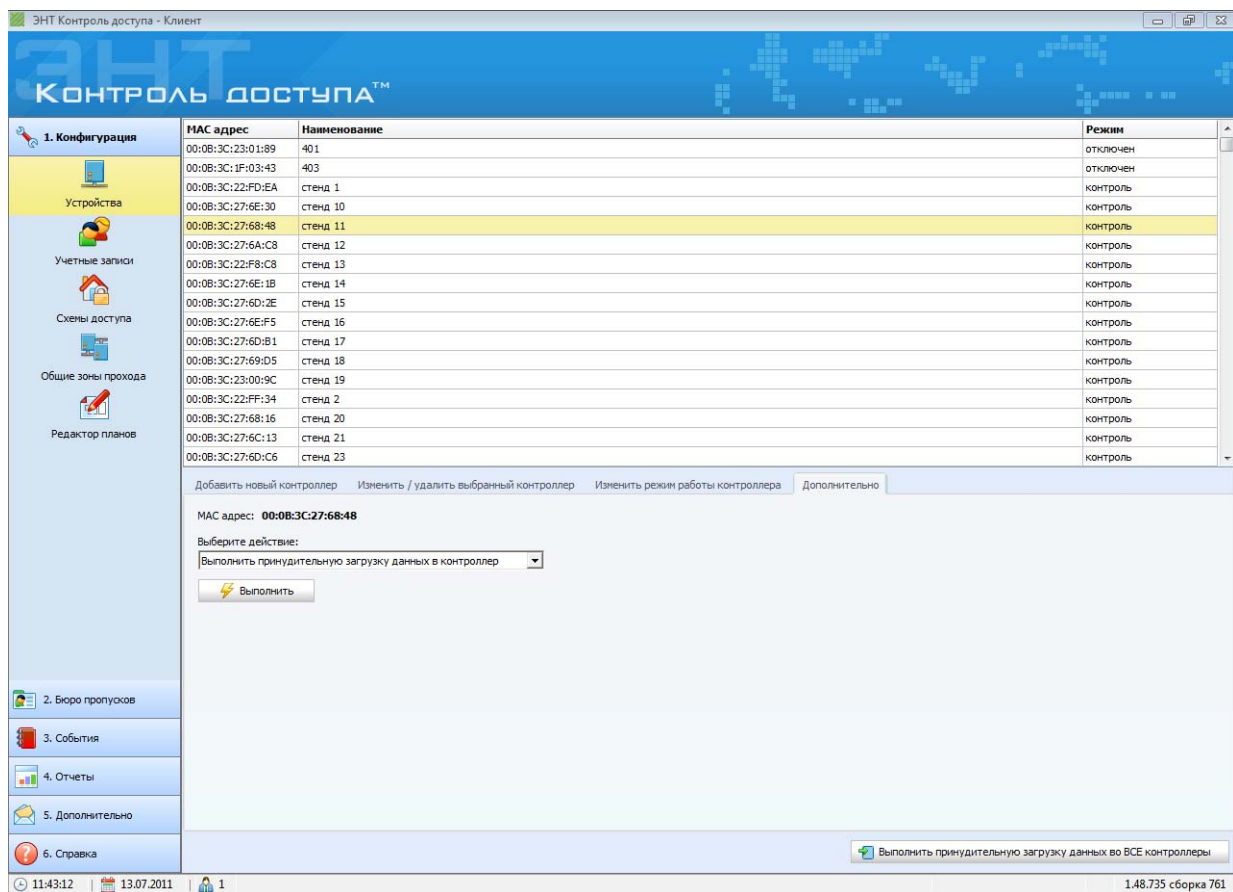 ЭНТ Контроль доступа - Клиент
ЭНТ
КОНТРОЛЬ ДОСТУПА™
1. Конфигурация
Устройства
Учетные записи
Схемы доступа
Общие зоны прохода
Редактор планов
2. Бюро пропусков
3. События
4. Отчеты
5. Дополнительно
6. Справка
MAC адрес Наименование Режим
00:0B:3C:23:01:89 401 отключен
00:0B:3C:1F:03:43 403 отключен
00:0B:3C:22:FD:EA стенд 1 контроль
00:0B:3C:27:6E:30 стенд 10 контроль
00:0B:3C:27:68:48 стенд 11 контроль
00:0B:3C:27:6A:C8 стенд 12 контроль
00:0B:3C:22:F8:C8 стенд 13 контроль
00:0B:3C:27:6E:1B стенд 14 контроль
00:0B:3C:27:6D:2E стенд 15 контроль
00:0B:3C:27:6E:F5 стенд 16 контроль
00:0B:3C:27:6D:B1 стенд 17 контроль
00:0B:3C:27:69:D5 стенд 18 контроль
00:0B:3C:23:00:9C стенд 19 контроль
00:0B:3C:22:FF:34 стенд 2 контроль
00:0B:3C:27:68:16 стенд 20 контроль
00:0B:3C:27:6C:13 стенд 21 контроль
00:0B:3C:27:6D:C6 стенд 23 контроль
Добавить новый контроллер Изменить / удалить выбранный контроллер Изменить режим работы контроллера Дополнительно
MAC адрес: 00:0B:3C:27:68:48
Выберите действие:
Выполнить принудительную загрузку данных в контроллер
Выполнить
Выполнить принудительную загрузку данных во ВСЕ контроллеры
11:43:12 13.07.2011 1 1.48.735 сборка 761